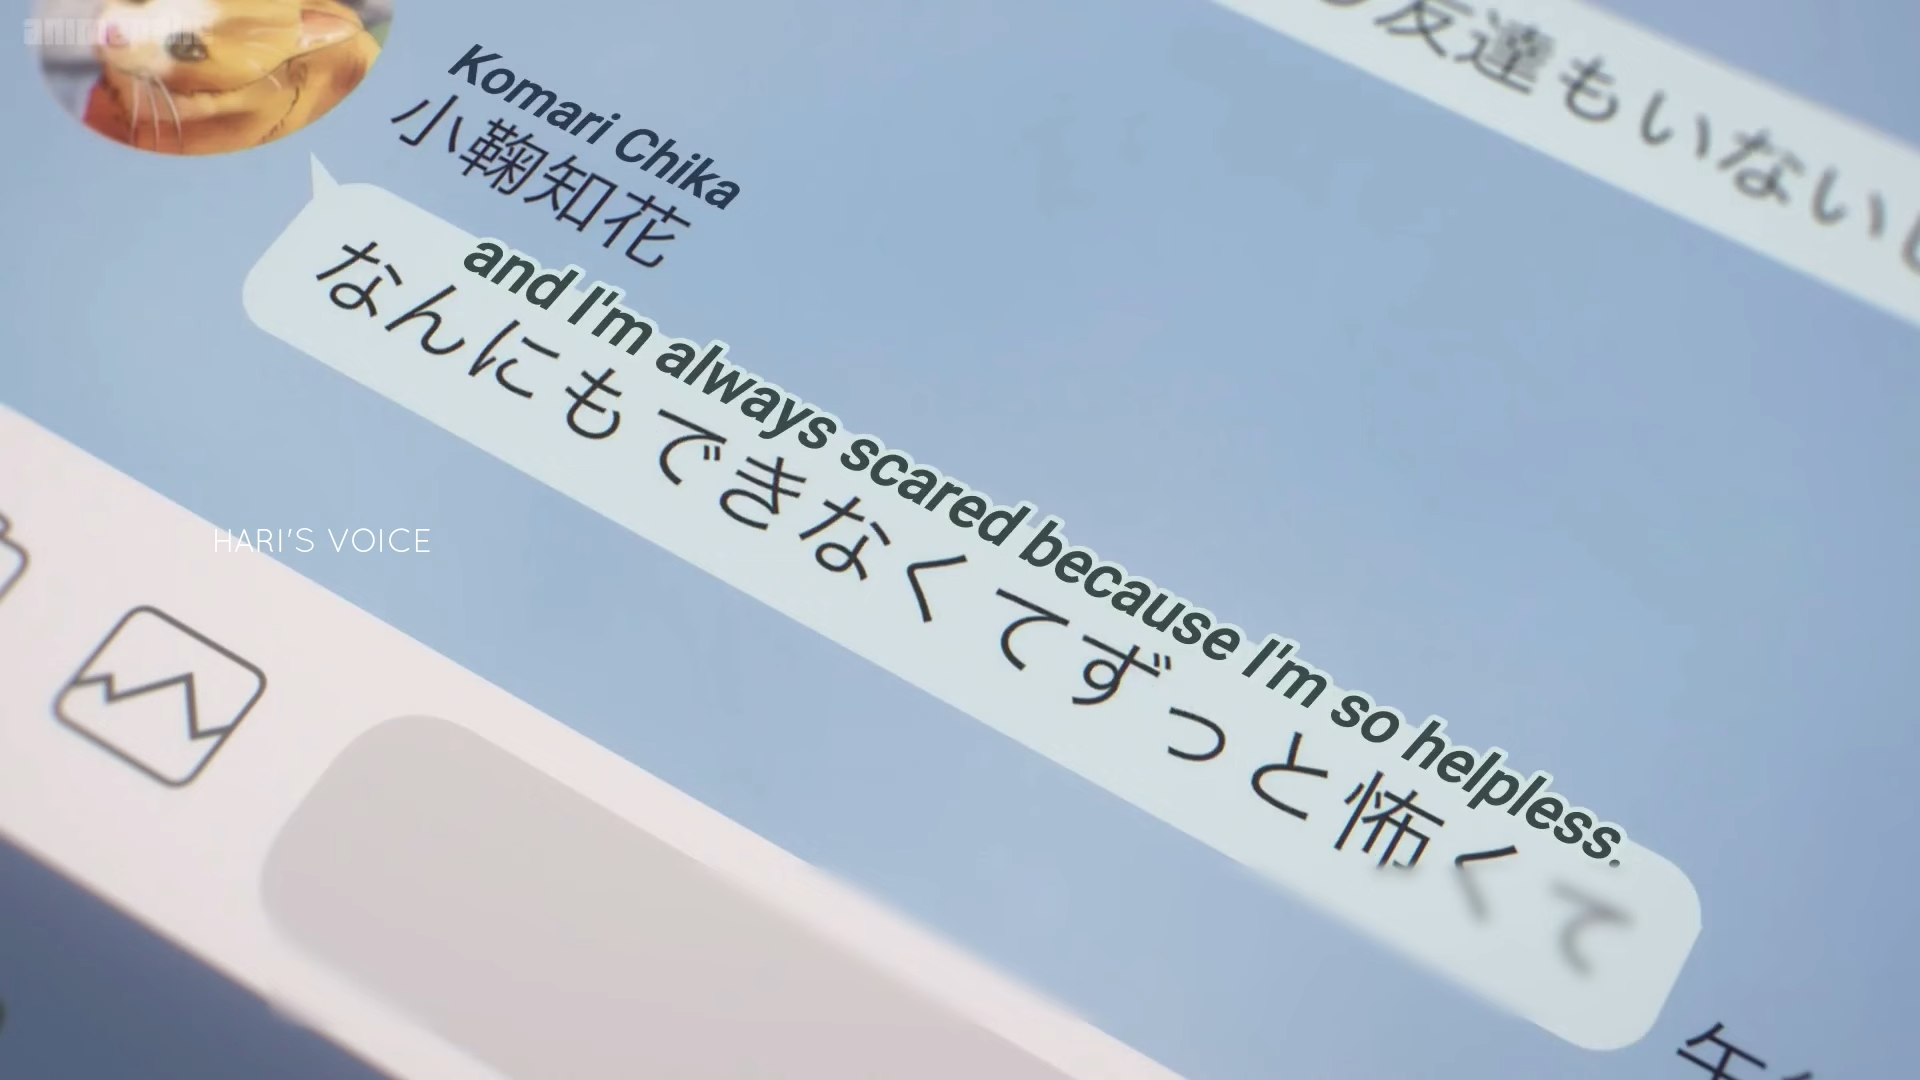 animepahe
友達もいないし
Komari Chika
小鞠知花
and I'm always scared because I'm so helpless.
なんにもできなくてずっと怖くて
HARI'S VOICE